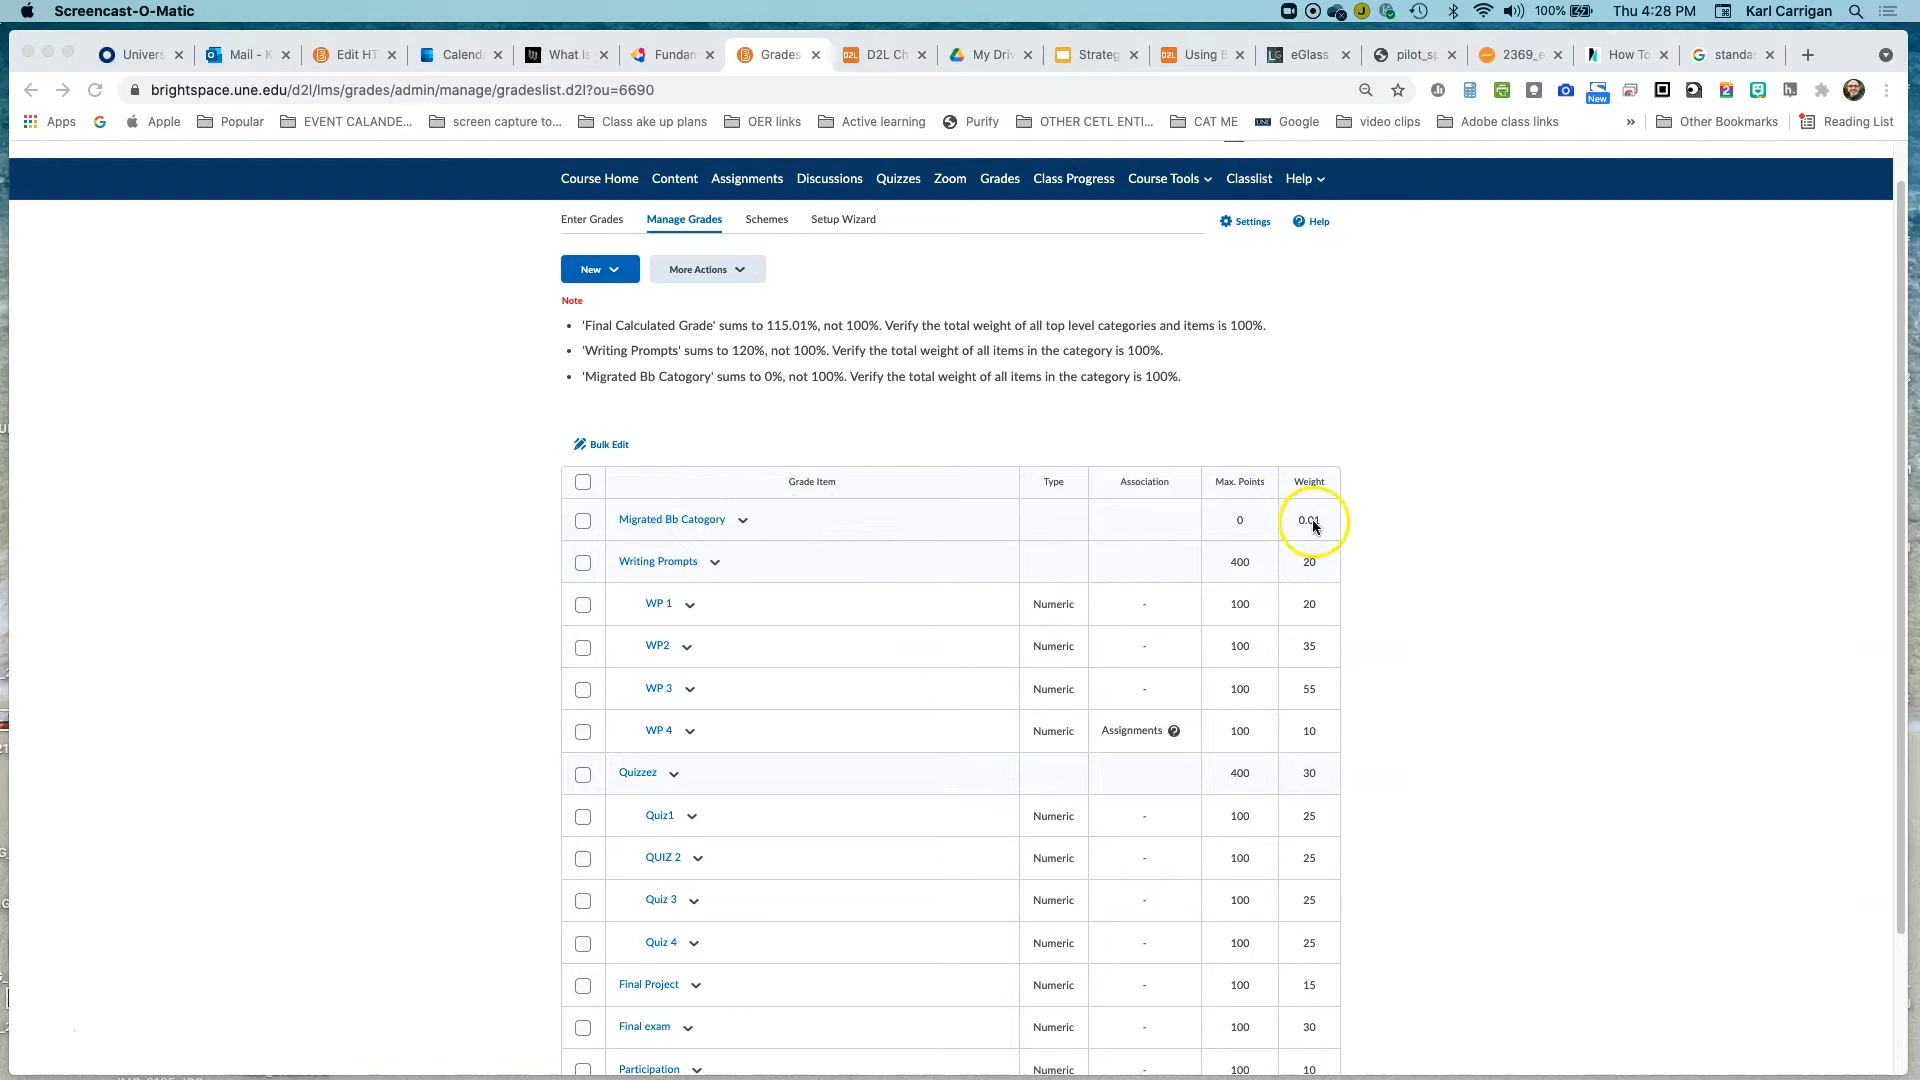 Screencast-O-Matic
100%
Thu 4:28 PM
Karl Carrigan
Univers
Mail - K
Edit HT
Calend
What Is
Fundam
Grades
D2L Ch
My Driv
Strateg
Using B
eGlass
pilot_sp
2369_e
How To
standa
brightspace.une.edu/d2l/lms/grades/admin/manage/gradeslist.d2l?ou=6690
New
Apps
Apple
Popular
EVENT CALANDE...
screen capture to...
Class ake up plans
OER links
Active learning
Purify
OTHER CETL ENTI...
CAT ME
Google
video clips
Adobe class links
»
Other Bookmarks
Reading List
Course Home
Content
Assignments
Discussions
Quizzes
Zoom
Grades
Class Progress
Course Tools
Classlist
Help
Enter Grades
Manage Grades
Schemes
Setup Wizard
Settings
Help
New
More Actions
Note
• 'Final Calculated Grade' sums to 115.01%, not 100%. Verify the total weight of all top level categories and items is 100%.
• 'Writing Prompts' sums to 120%, not 100%. Verify the total weight of all items in the category is 100%.
• 'Migrated Bb Catogory' sums to 0%, not 100%. Verify the total weight of all items in the category is 100%.
Bulk Edit
Grade Item Type Association Max. Points Weight
Migrated Bb Catogory 0 0.01
Writing Prompts 400 20
WP 1 Numeric - 100 20
WP2 Numeric - 100 35
WP 3 Numeric - 100 55
WP 4 Numeric Assignments 100 10
Quizzez 400 30
Quiz1 Numeric - 100 25
QUIZ 2 Numeric - 100 25
Quiz 3 Numeric - 100 25
Quiz 4 Numeric - 100 25
Final Project Numeric - 100 15
Final exam Numeric - 100 30
Participation Numeric - 100 10